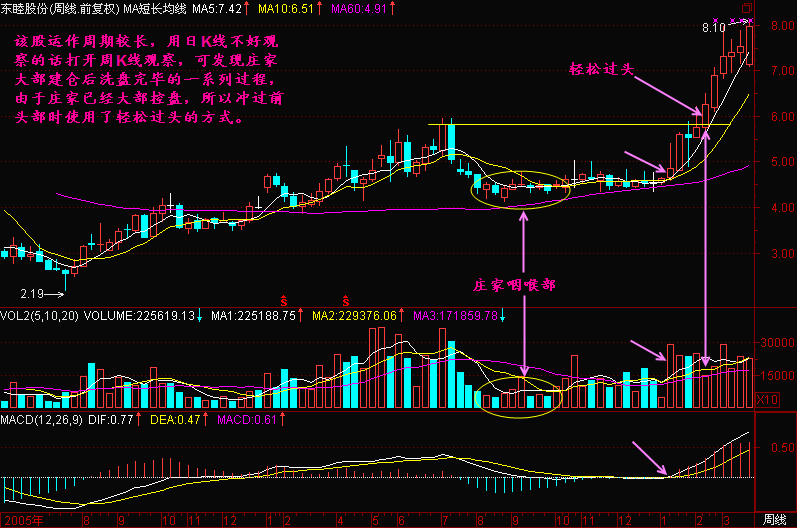 东睦股份(周线.前复权) MA短长均线 MA5:7.42↑ MA10:6.51↑ MA60:4.91↑
该股运作周期较长，用日K线不好观
察的话打开周K线观察，可发现庄家
大部建仓后洗盘完毕的一系列过程，
由于庄家已经大部控盘，所以冲过前
头部时使用了轻松过头的方式。
8.10
8.00
轻松过头
7.00
6.00
5.00
4.00
3.00
2.19
庄家咽喉部
VOL2(5,10,20) VOLUME:225619.13↓ MA1:225188.75↑ MA2:229376.06↑ MA3:171859.78↓
30000
15000
X10
MACD(12,26,9) DIF:0.77↑ DEA:0.47↑ MACD:0.61↑
0.50
2005年 8 9 10 11 12 1 2 3 4 5 6 7 8 9 10 11 12 1 2 3 周线